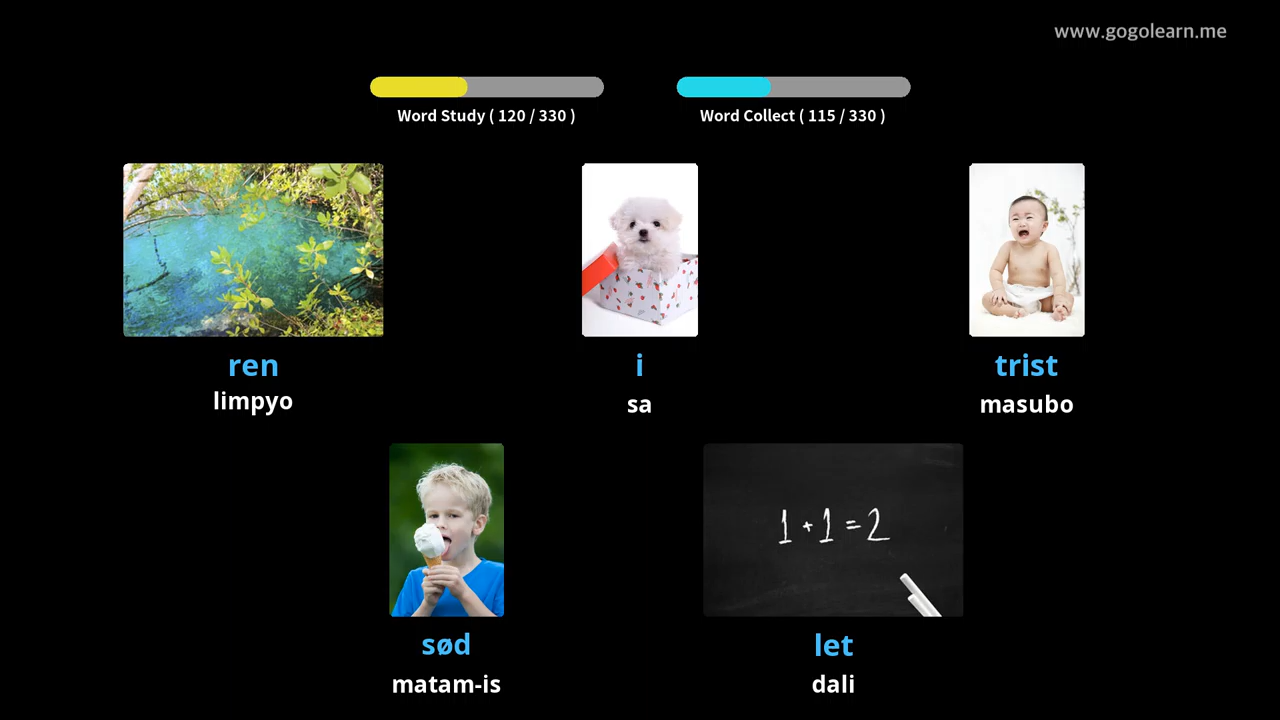 www.gogolearn.me
Word Study ( 120 / 330 )
Word Collect ( 115 / 330 )
ren
limpyo
i
sa
trist
masubo
1 + 1 = 2
sød
matam-is
let
dali